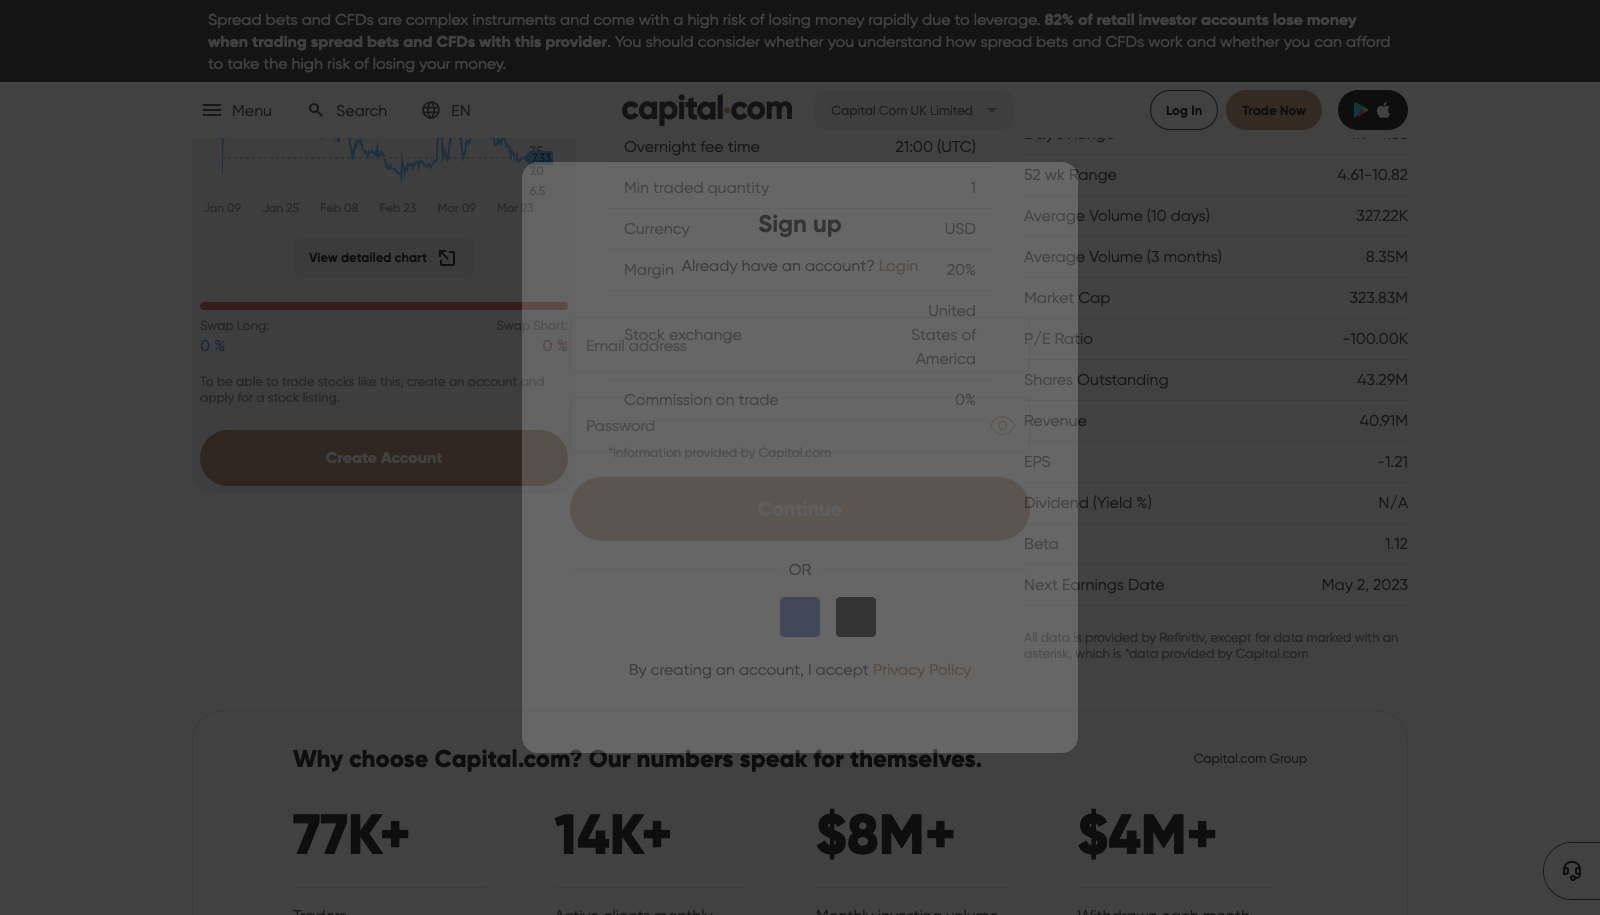 Spread bets and CFDs are complex instruments and come with a high risk of losing money rapidly due to leverage. 82% of retail investor accounts lose money
when trading spread bets and CFDs with this provider. You should consider whether you understand how spread bets and CFDs work and whether you can afford
to take the high risk of losing your money.
Menu
Search
EN
capital.com
Capital Com UK Limited
Log In
Trade Now
7.5
7.33
7.0
6.5
Jan 09 Jan 25 Feb 08 Feb 23 Mar 09 Mar 23
View detailed chart
Swap Long: Swap Short:
0 % 0 %
To be able to trade stocks like this, create an account and
apply for a stock listing.
Create Account
Overnight fee time 21:00 (UTC)
Min traded quantity 1
Currency USD
Margin 20%
Stock exchange United
States of
America
Commission on trade 0%
*Information provided by Capital.com
Sign up
Already have an account? Login
Email address
Password
Continue
OR
By creating an account, I accept Privacy Policy
52 wk Range 4.61-10.82
Average Volume (10 days) 327.22K
Average Volume (3 months) 8.35M
Market Cap 323.83M
P/E Ratio -100.00K
Shares Outstanding 43.29M
Revenue 40.91M
EPS -1.21
Dividend (Yield %) N/A
Beta 1.12
Next Earnings Date May 2, 2023
All data is provided by Refinitiv, except for data marked with an
asterisk, which is *data provided by Capital.com
Why choose Capital.com? Our numbers speak for themselves.
Capital.com Group
77K+ 14K+ $8M+ $4M+
Traders Active clients monthly Monthly investing volume Withdrawn each month